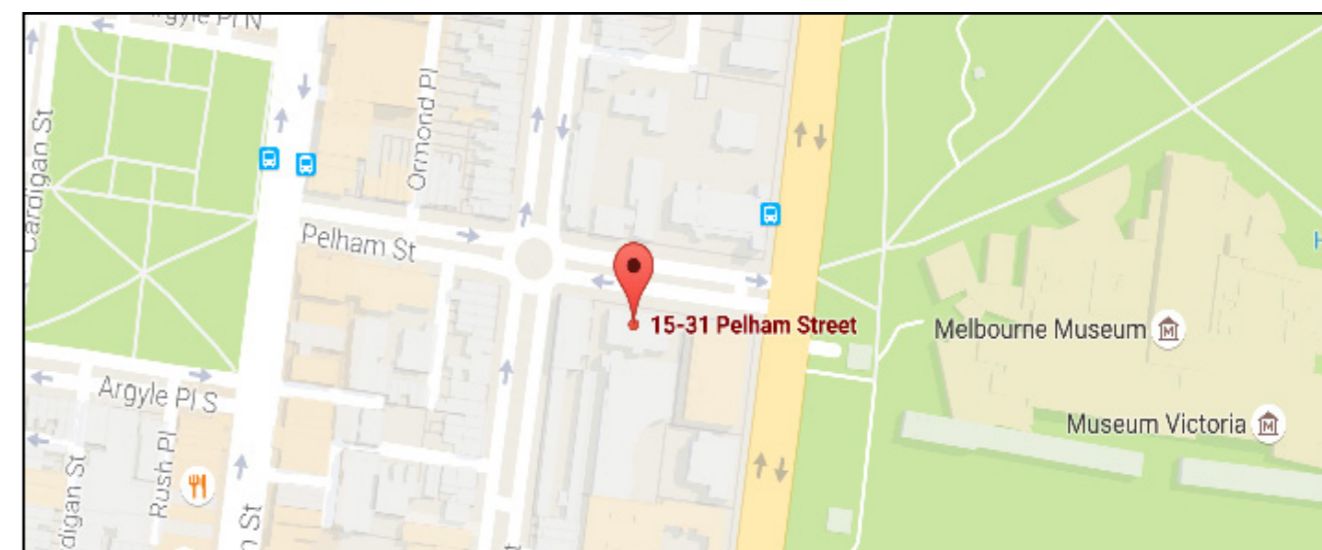 Argyle Pl N
Cardigan St
Ormond Pl
Pelham St
15-31 Pelham Street
Melbourne Museum
Museum Victoria
Argyle Pl S
Rush Pl
digan St
n St
H